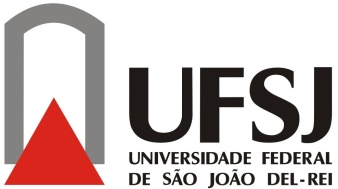 UFSJ
UNIVERSIDADE FEDERAL
DE SÃO JOÃO DEL-REI